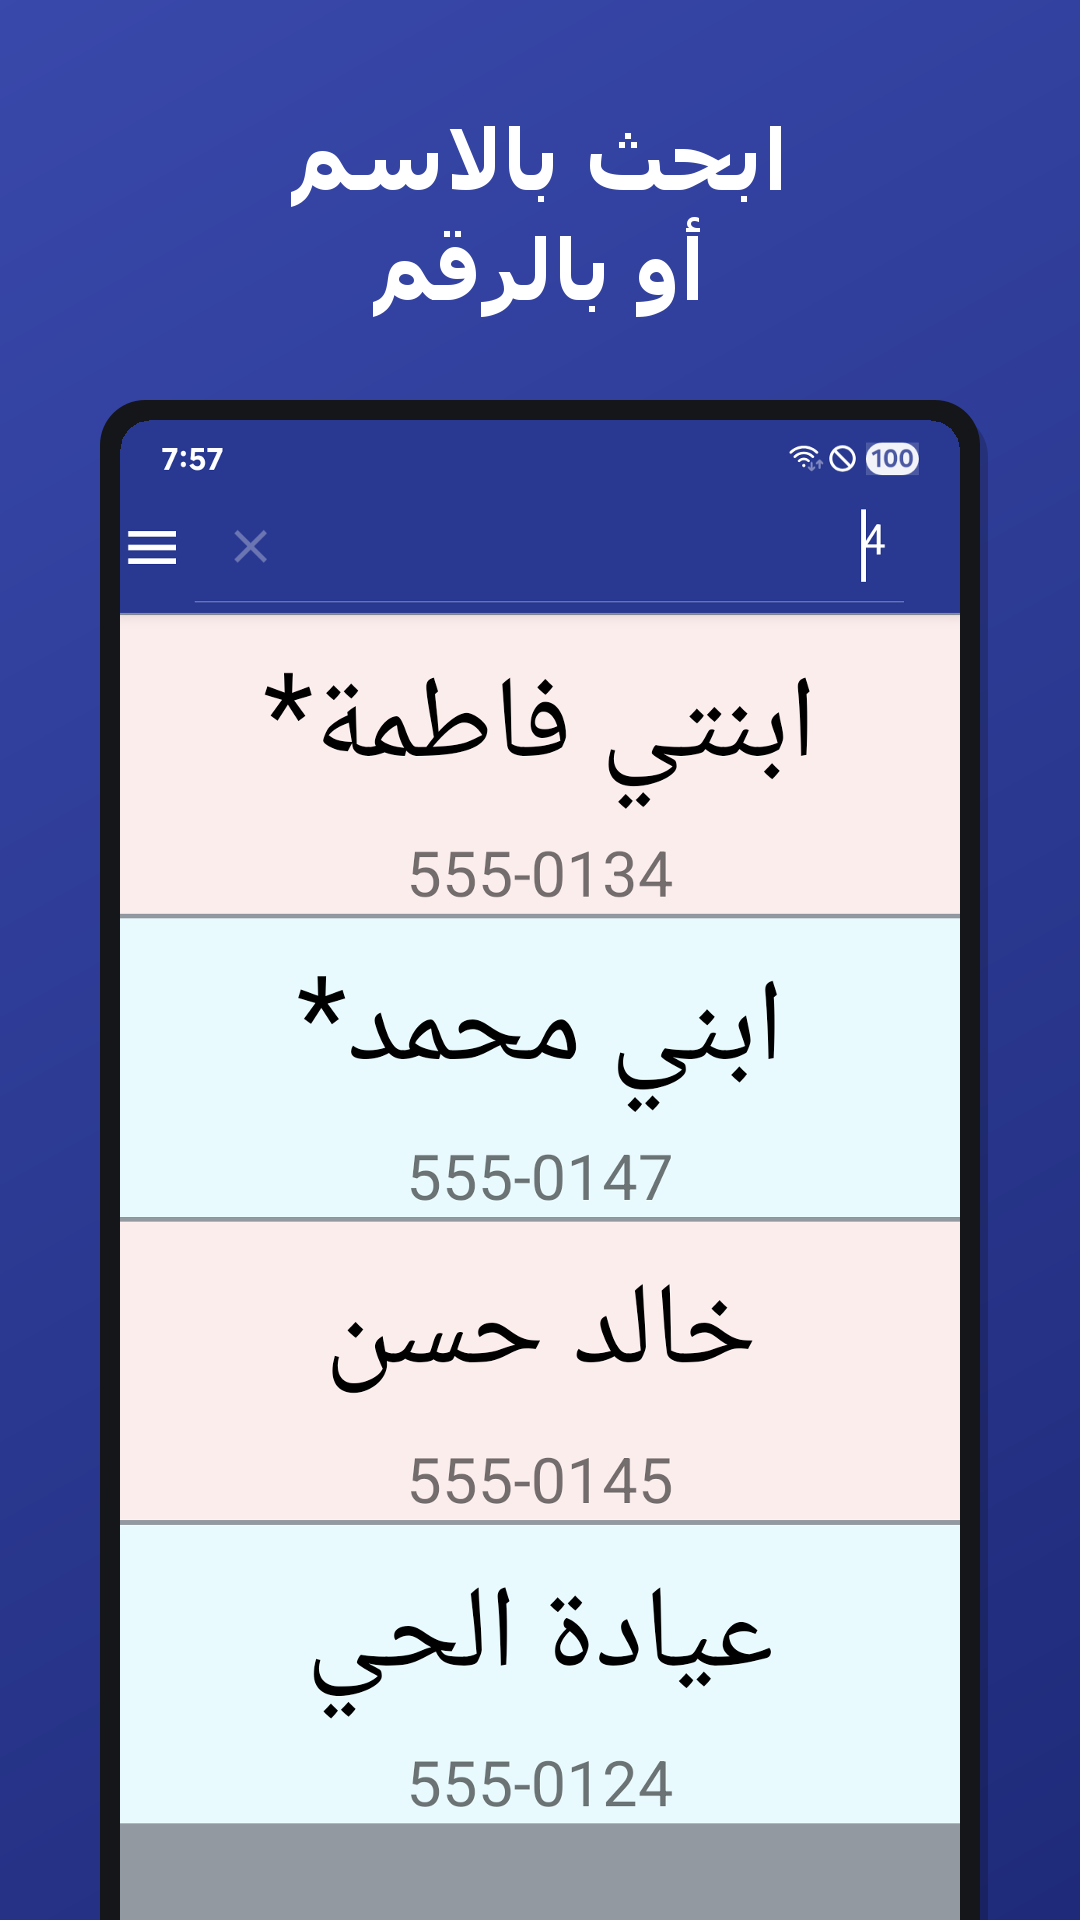 ابحث بالاسم
أو بالرقم
7:57
100
4
ابنتي فاطمة*
555-0134
ابني محمد*
555-0147
خالد حسن
555-0145
عيادة الحي
555-0124